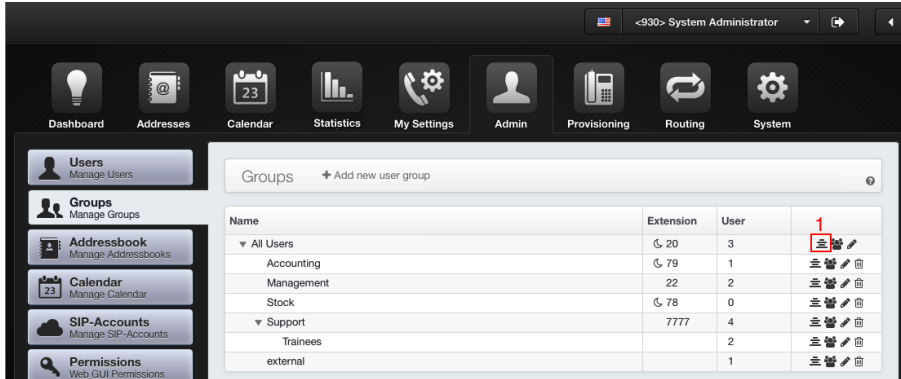 <930> System Administrator
23
Dashboard Addresses Calendar Statistics My Settings Admin Provisioning Routing System
Users
Manage Users
Groups
Manage Groups
Addressbook
Manage Addressbooks
23
Calendar
Manage Calendar
SIP-Accounts
Manage SIP-Accounts
Permissions
Web GUI Permissions
Groups + Add new user group
Name Extension User 1
All Users 20 3
Accounting 79 1
Management 22 2
Stock 78 0
Support 7777 4
Trainees 2
external 1